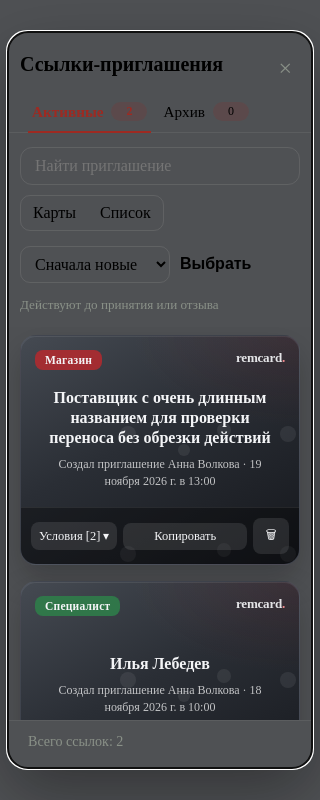 Ссылки-приглашения
×
Активные
Архив 0
Найти приглашение
Карты Список
Сначала новые Выбрать
Действуют до принятия или отзыва
Магазин remcard.
Поставщик с очень длинным
названием для проверки
переноса без обрезки действий
Создал приглашение Анна Волкова · 19
ноября 2026 г. в 13:00
Условия [2] ▾ Копировать
Специалист remcard.
Илья Лебедев
Создал приглашение Анна Волкова · 18
ноября 2026 г. в 10:00
Всего ссылок: 2